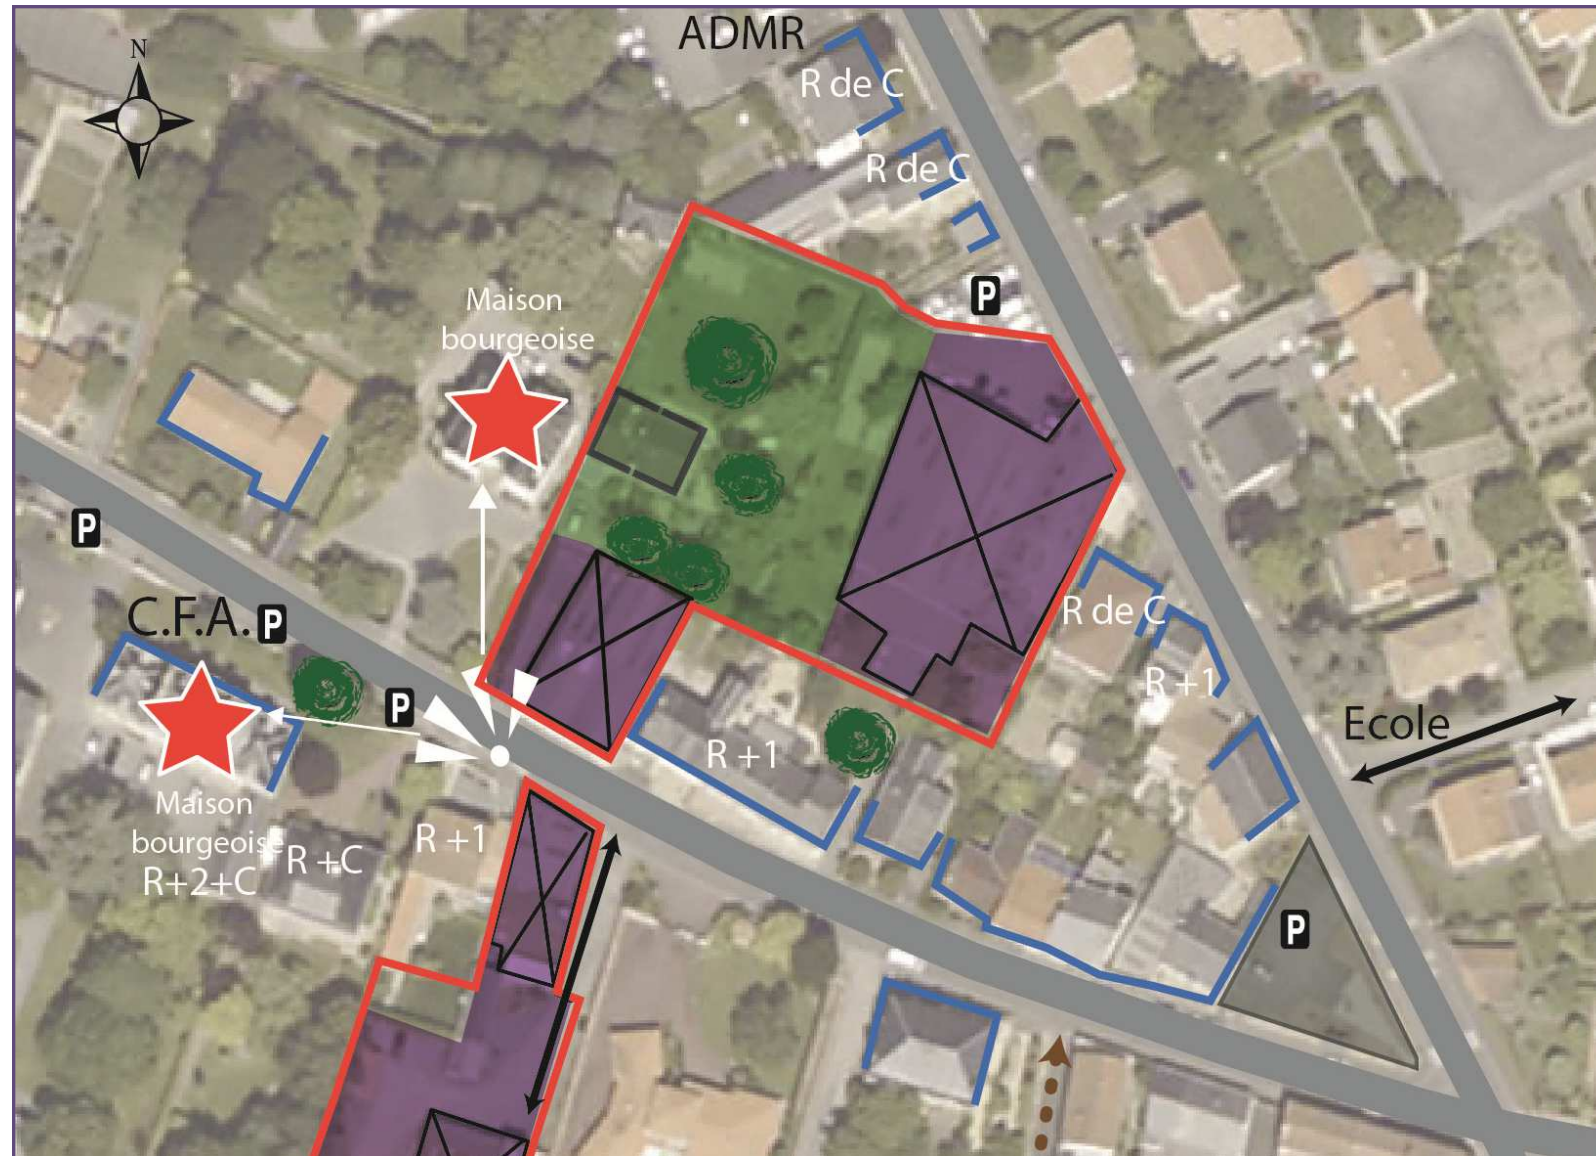 ADMR
N
R de C
R de C
P
Maison
bourgeoise
P
C.F.A. P
R de C
R +1
P
Ecole
R +1
Maison
bourgeoise
R+2+C
R +C
R +1
P